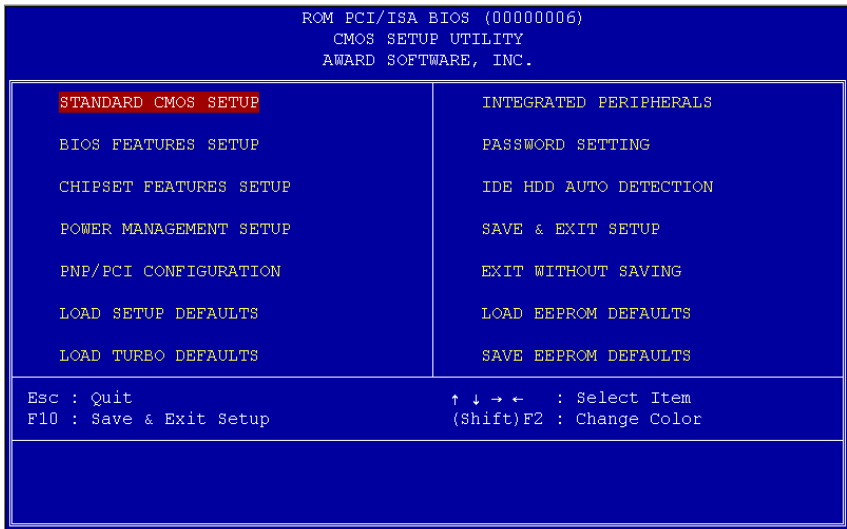 ROM PCI/ISA BIOS (00000006)
CMOS SETUP UTILITY
AWARD SOFTWARE, INC.
STANDARD CMOS SETUP
BIOS FEATURES SETUP
CHIPSET FEATURES SETUP
POWER MANAGEMENT SETUP
PNP/PCI CONFIGURATION
LOAD SETUP DEFAULTS
LOAD TURBO DEFAULTS
INTEGRATED PERIPHERALS
PASSWORD SETTING
IDE HDD AUTO DETECTION
SAVE & EXIT SETUP
EXIT WITHOUT SAVING
LOAD EEPROM DEFAULTS
SAVE EEPROM DEFAULTS
Esc : Quit
F10 : Save & Exit Setup
↑ ↓ → ← : Select Item
(Shift)F2 : Change Color